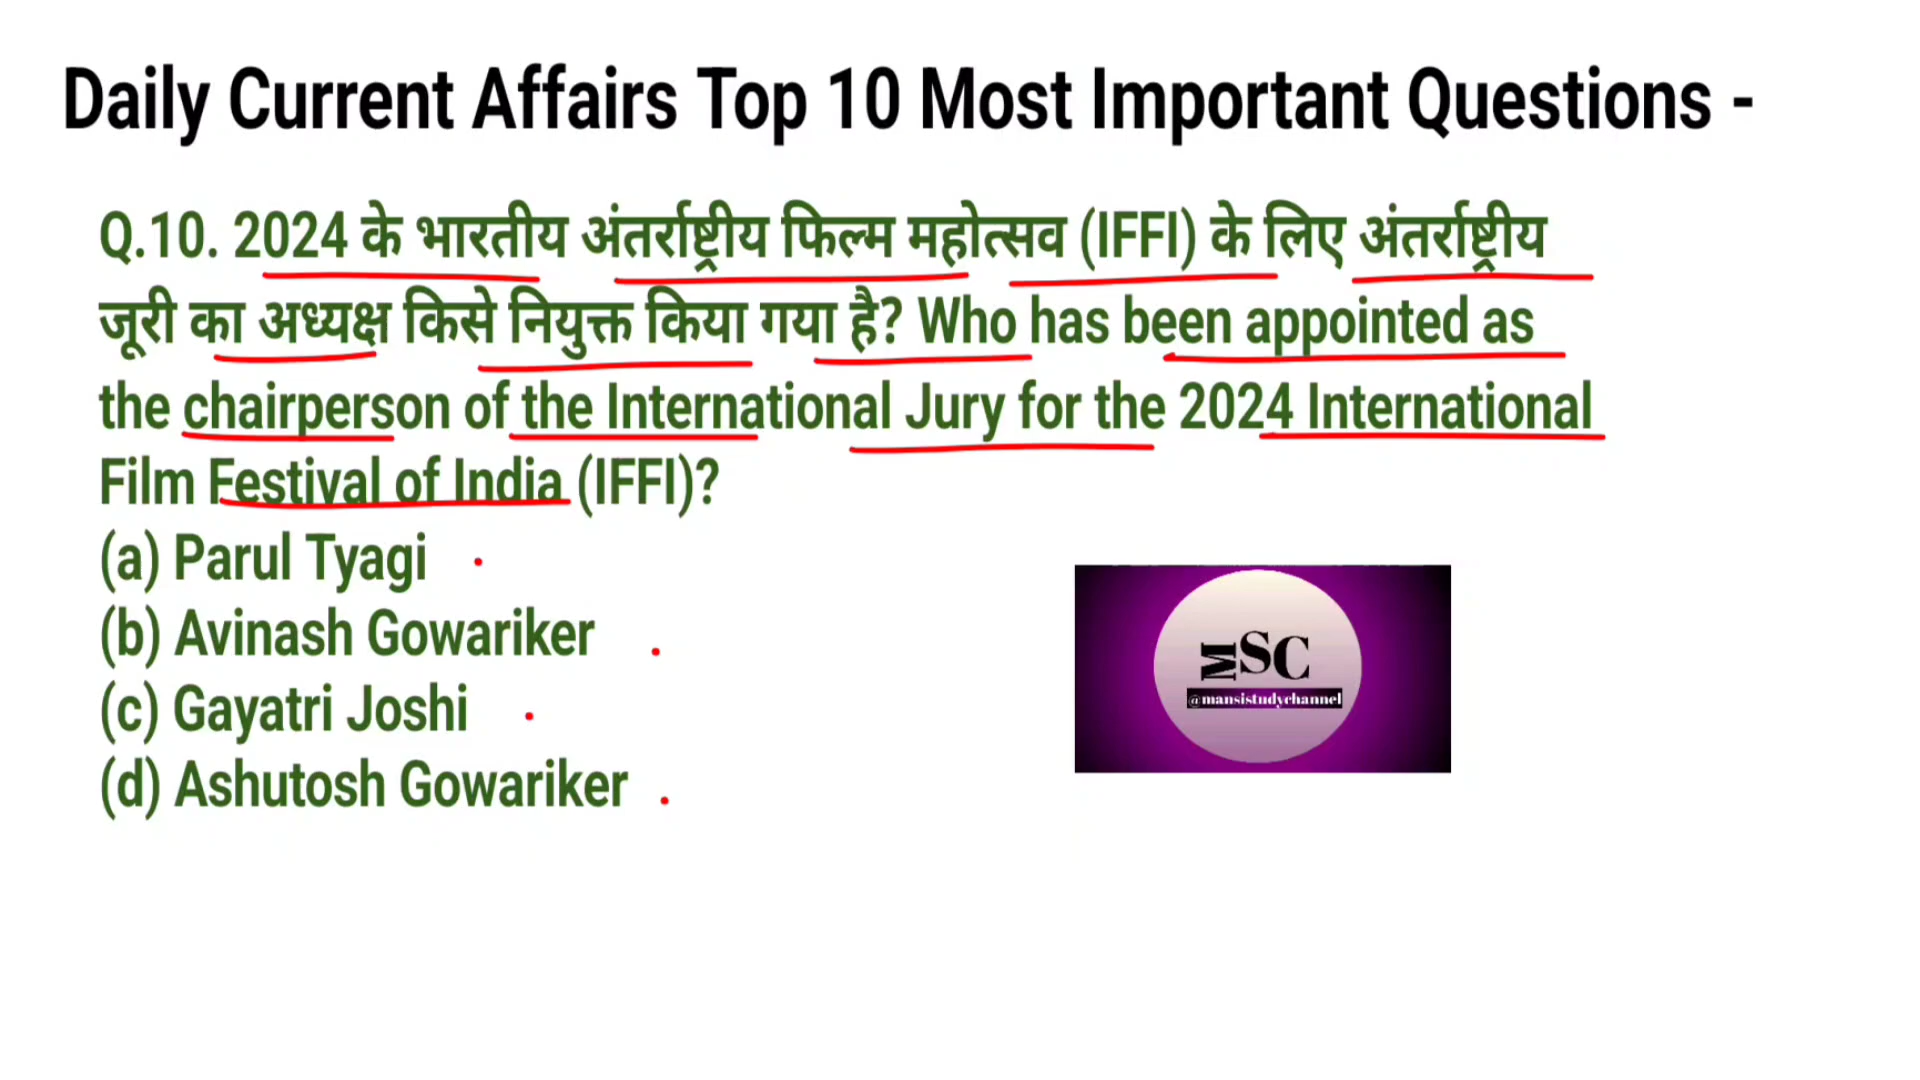 Daily Current Affairs Top 10 Most Important Questions -
Q.10. 2024 के भारतीय अंतर्राष्ट्रीय फिल्म महोत्सव (IFFI) के लिए अंतर्राष्ट्रीय
जूरी का अध्यक्ष किसे नियुक्त किया गया है? Who has been appointed as
the chairperson of the International Jury for the 2024 International
Film Festival of India (IFFI)?
(a) Parul Tyagi
(b) Avinash Gowariker
(c) Gayatri Joshi
(d) Ashutosh Gowariker
MSC
@mansistudychannel